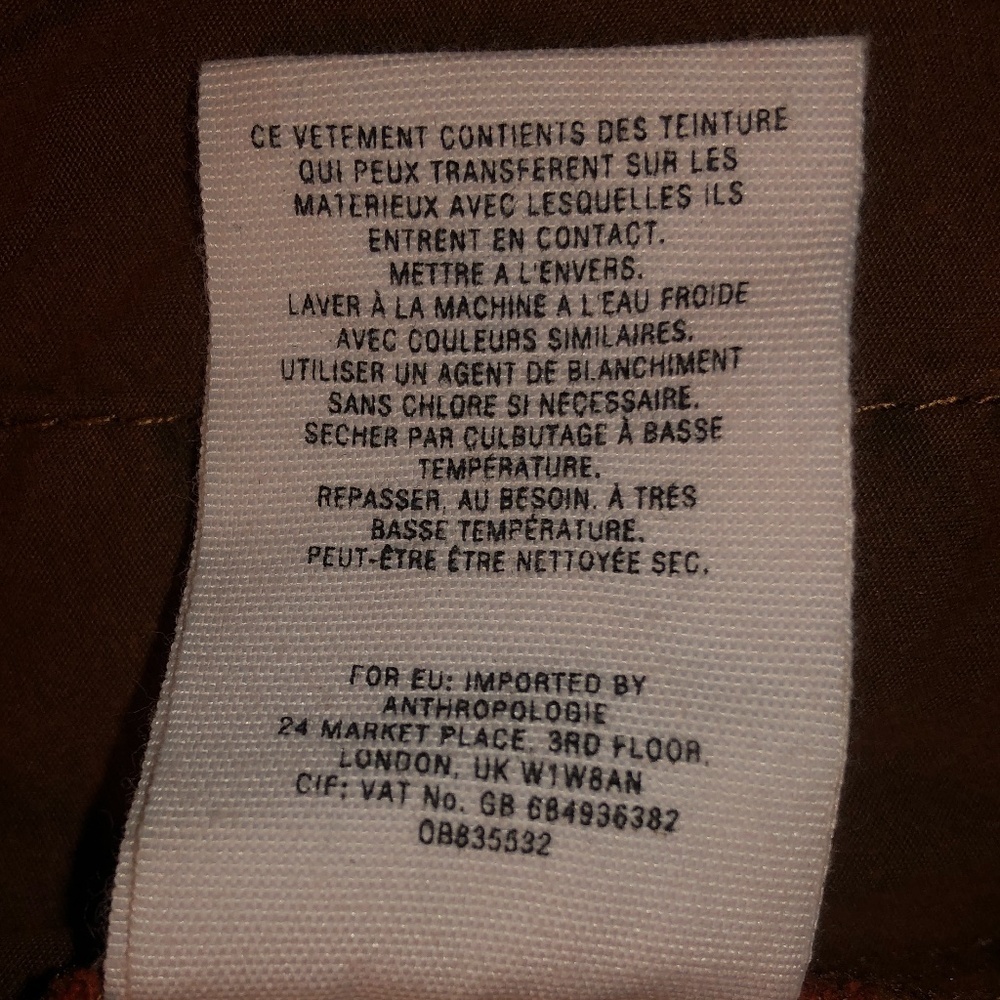 CE VETEMENT CONTIENTS DES TEINTURE
QUI PEUX TRANSFERENT SUR LES
MATERIEUX AVEC LESQUELLES ILS
ENTRENT EN CONTACT.
METTRE A L'ENVERS.
LAVER À LA MACHINE A L'EAU FROIDE
AVEC COULEURS SIMILAIRES.
UTILISER UN AGENT DE BLANCHIMENT
SANS CHLORE SI NÉCESSAIRE.
SECHER PAR CULBUTAGE À BASSE
TEMPÉRATURE.
REPASSER, AU BESOIN, À TRÉS
BASSE TEMPÉRATURE.
PEUT-ÊTRE ÊTRE NETTOYÉE SEC.
FOR EU: IMPORTED BY
ANTHROPOLOGIE
24 MARKET PLACE, 3RD FLOOR,
LONDON, UK W1W8AN
CIF: VAT No. GB 684936382
OB835532